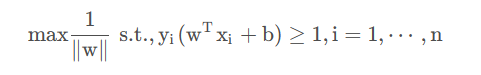 max 1/‖w‖ s.t., yᵢ(wᵀxᵢ + b) ≥ 1, i = 1, ⋯, n